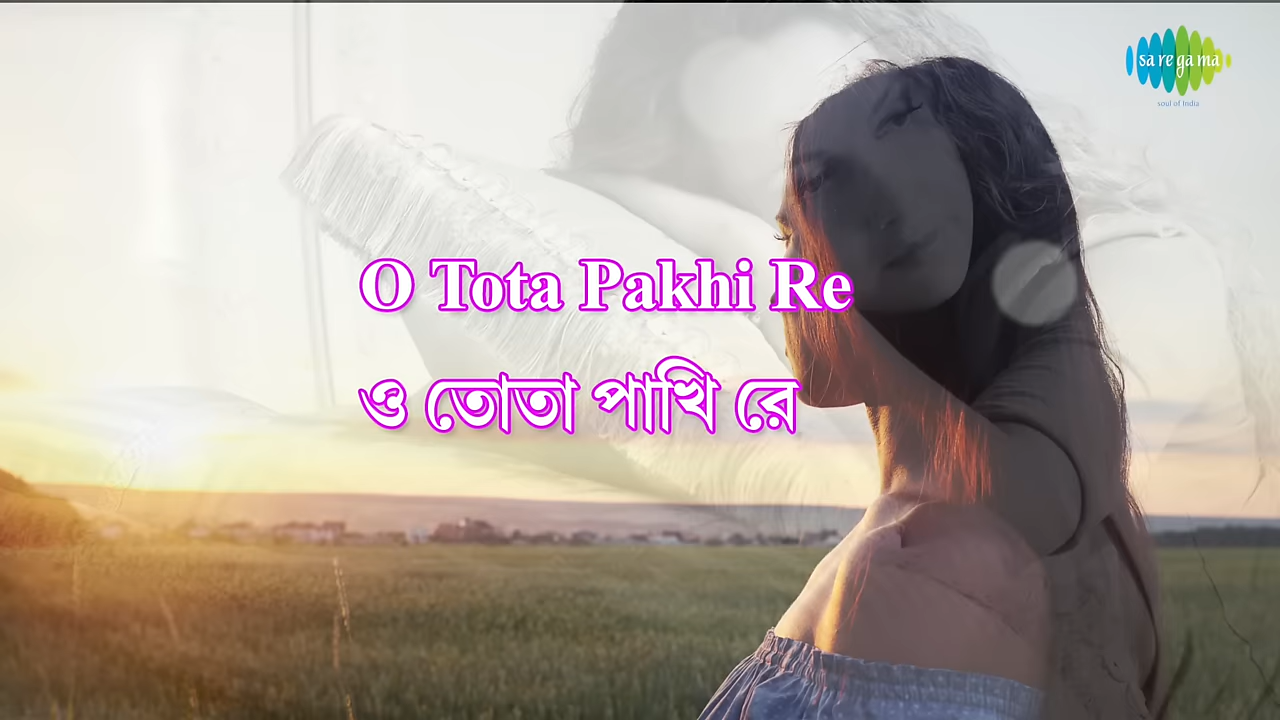 sa re ga ma
soul of India
O Tota Pakhi Re
ও তোতা পাখি রে